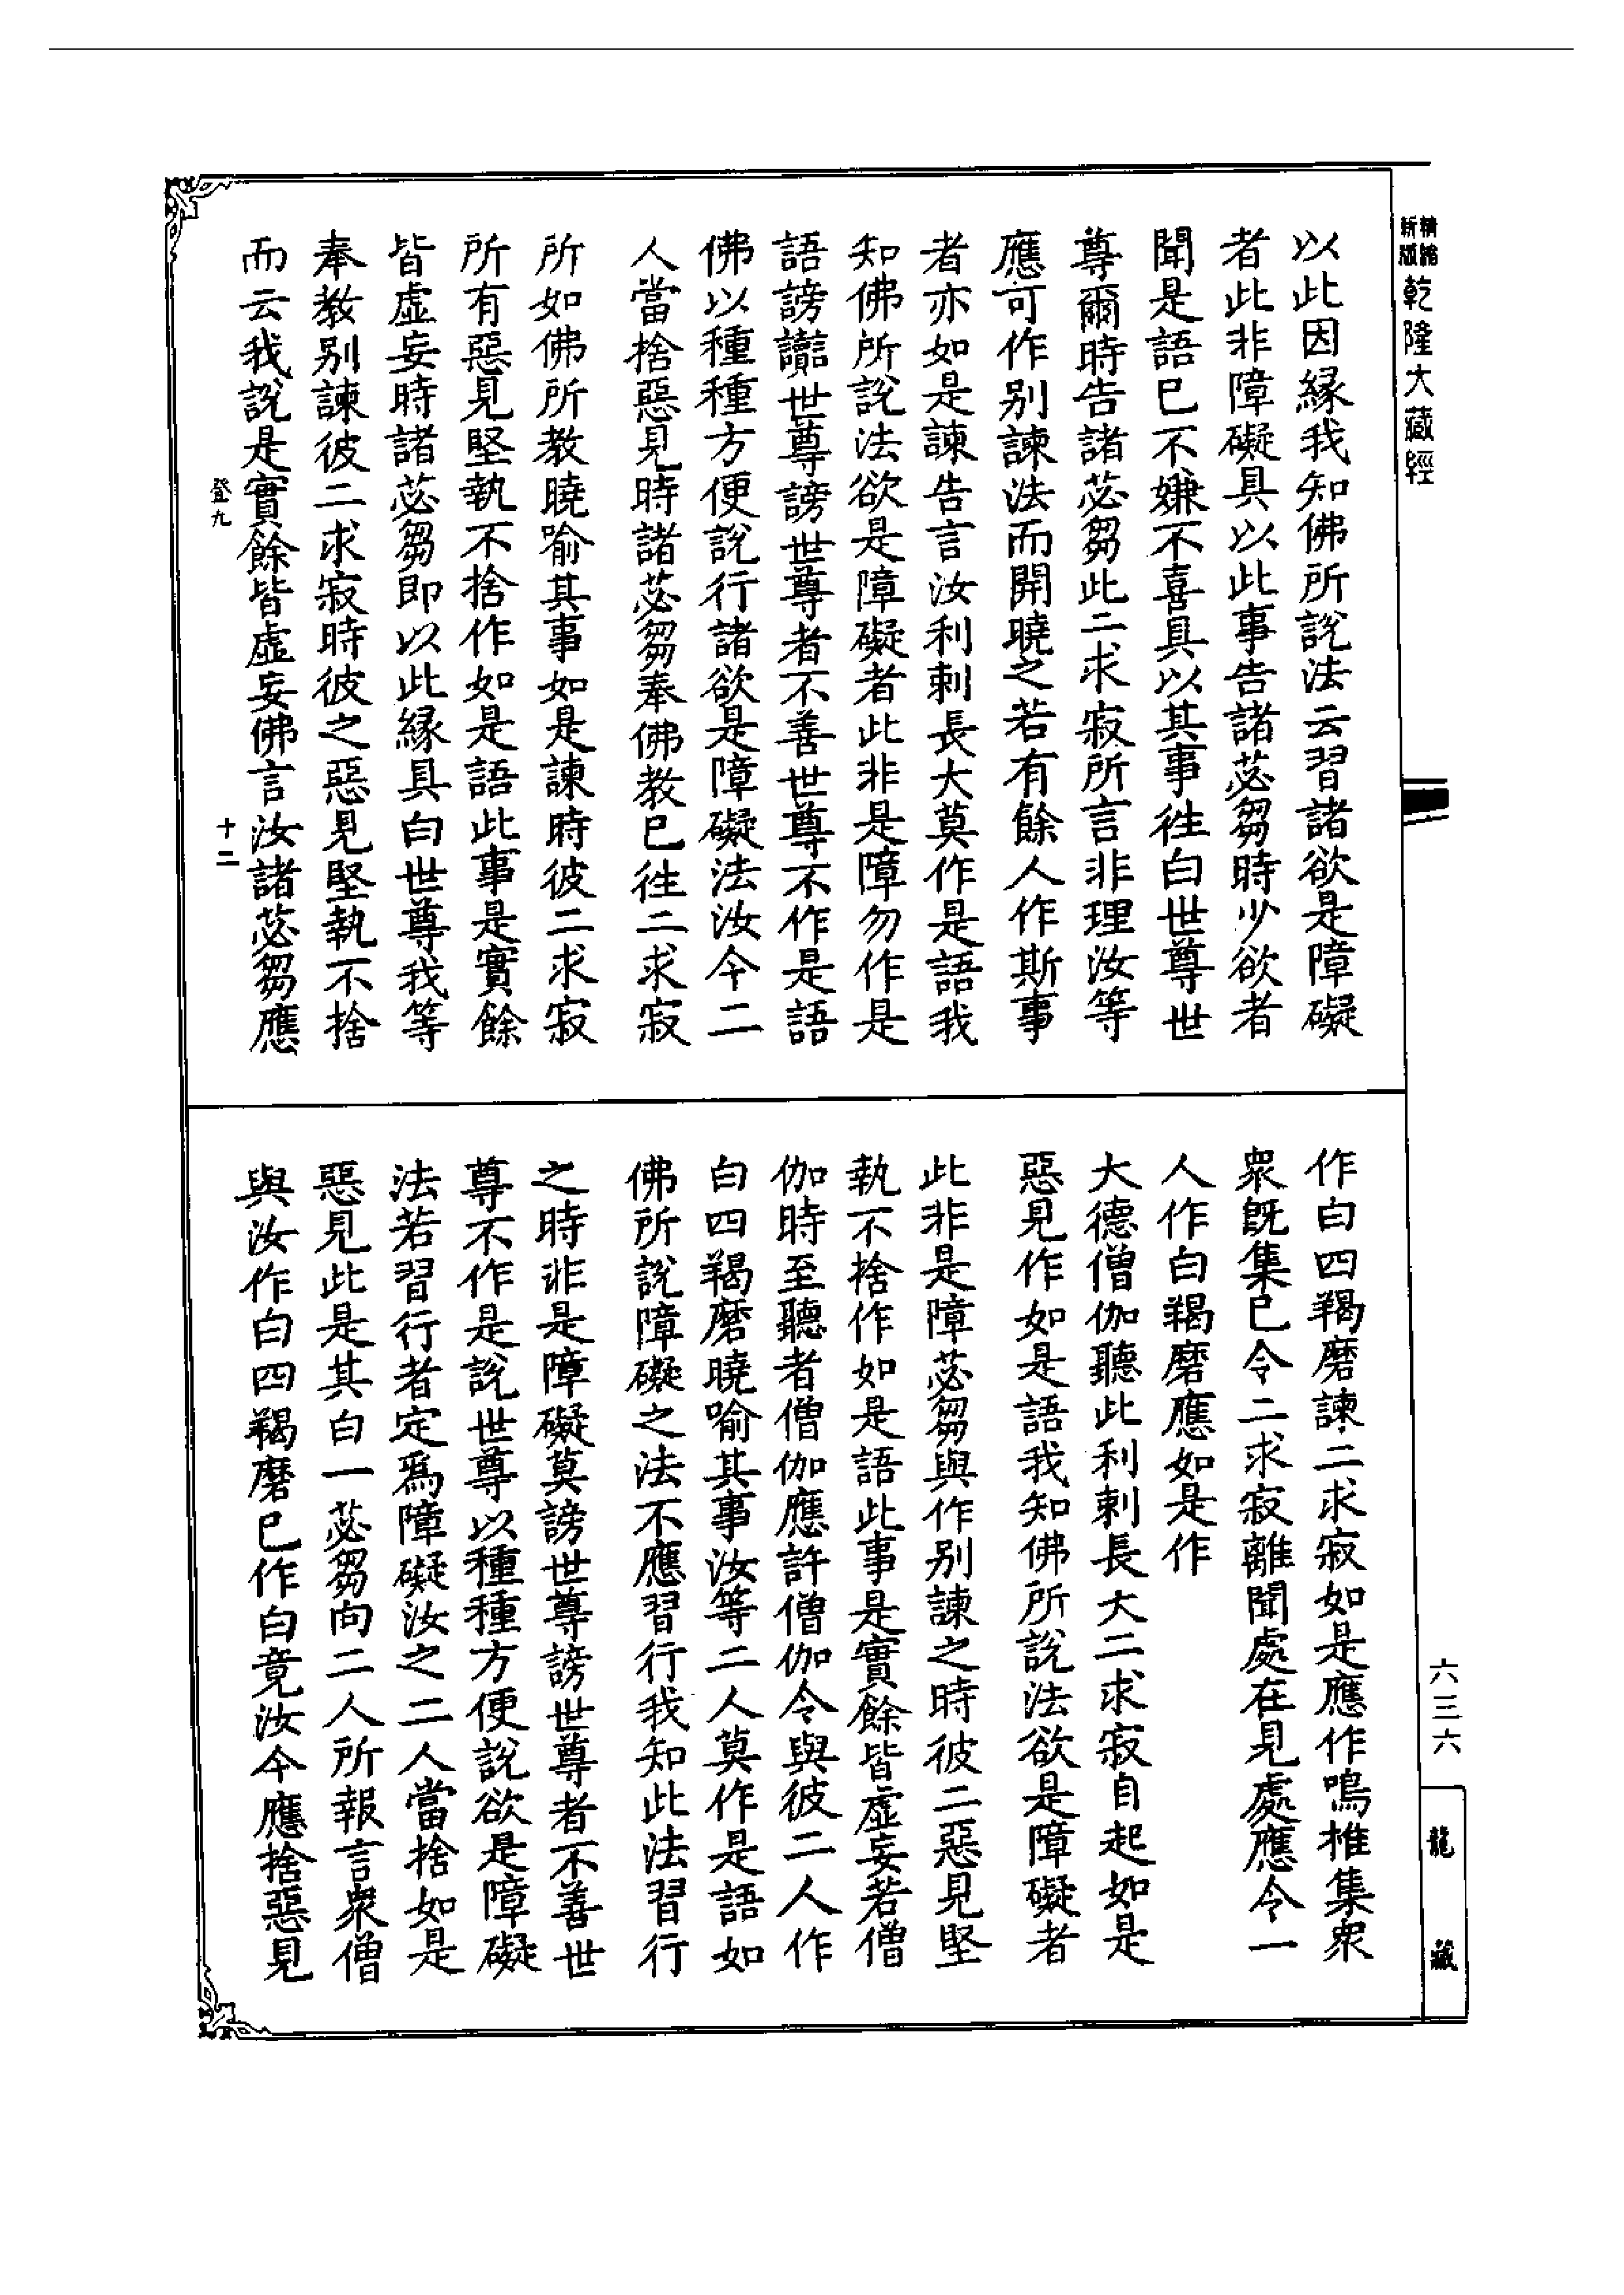 精縮
新版
乾隆大藏經
以此因緣我知佛所說法云習諸欲是障礙
者此非障礙具以此事告諸苾芻時少欲者
聞是語已不嫌不喜具以其事往白世尊世
尊爾時告諸苾芻此二求寂所言非理汝等
應可作別諫法而開曉之若有餘人作斯事
者亦如是諫告言汝利剌長大莫作是語我
知佛所說法欲是障礙者此非是障勿作是
語謗讟世尊謗世尊者不善世尊不作是語
佛以種種方便說行諸欲是障礙法汝今二
人當捨惡見時諸苾芻奉佛教已往二求寂
所如佛所教曉喻其事如是諫時彼二求寂
所有惡見堅執不捨作如是語此事是實餘
皆虛妄時諸苾芻即以此緣具白世尊我等
奉教別諫彼二求寂時彼之惡見堅執不捨
而云我說是實餘皆虛妄佛言汝諸苾芻應
登九
十二
作白四羯磨諫二求寂如是應作鳴椎集衆
衆既集已令二求寂離聞處在見處應令一
人作白羯磨應如是作
大德僧伽聽此利剌長大二求寂自起如是
惡見作如是語我知佛所說法欲是障礙者
此非是障苾芻與作別諫之時彼二惡見堅
執不捨作如是語此事是實餘皆虛妄若僧
伽時至聽者僧伽應許僧伽今與彼二人作
白四羯磨曉喻其事汝等二人莫作是語如
佛所說障礙之法不應習行我知此法習行
之時非是障礙莫謗世尊謗世尊者不善世
尊不作是說世尊以種種方便說欲是障礙
法若習行者定爲障礙汝之二人當捨如是
惡見此是其白一苾芻向二人所報言衆僧
與汝作白四羯磨已作白竟汝今應捨惡見
六三六
龍藏